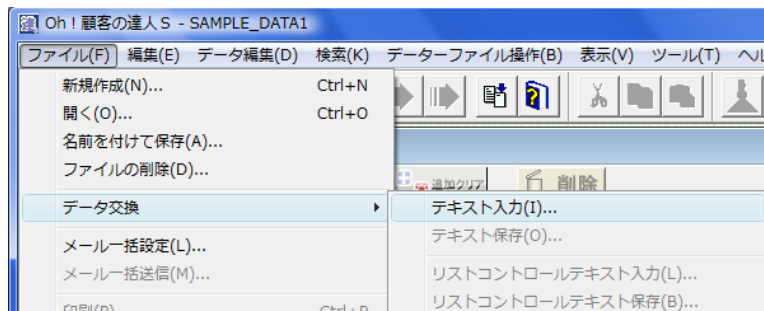 Oh！顧客の達人S - SAMPLE_DATA1
ファイル(F) 編集(E) データ編集(D) 検索(K) データーファイル操作(B) 表示(V) ツール(T) ヘル
新規作成(N)... Ctrl+N
開く(O)... Ctrl+O
名前を付けて保存(A)...
ファイルの削除(D)...
追加クリア 削除
データ交換 テキスト入力(I)...
テキスト保存(O)...
メール一括設定(L)...
メール一括送信(M)... リストコントロールテキスト入力(L)...
リストコントロールテキスト保存(B)...
印刷(P) Ctrl+P